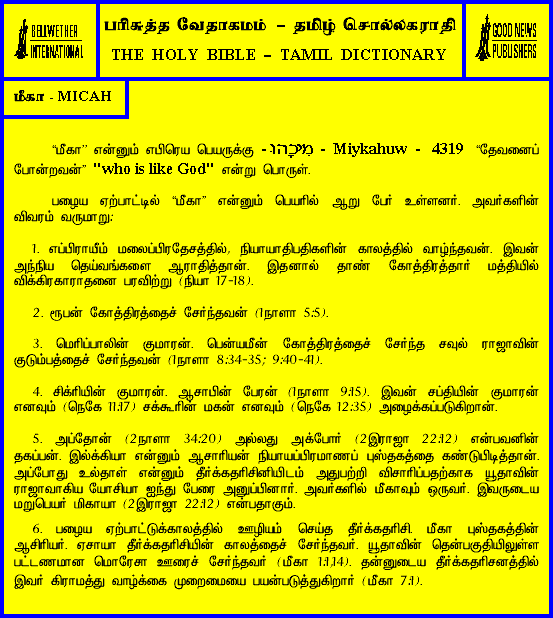 BELLWETHER
INTERNATIONAL
பரிசுத்த வேதாகமம் – தமிழ் சொல்லகராதி
THE HOLY BIBLE – TAMIL DICTIONARY
GOOD NEWS
PUBLISHERS
மீகா - MICAH
“மீகா” என்னும் எபிரெய பெயருக்கு - מִיכָהוּ - Miykahuw - 4319 “தேவனைப்
போன்றவன்” "who is like God" என்று பொருள்.
பழைய ஏற்பாட்டில் “மீகா” என்னும் பெயரில் ஆறு பேர் உள்ளனர். அவர்களின்
விவரம் வருமாறு:
1. எப்பிராயீம் மலைப்பிரதேசத்தில், நியாயாதிபதிகளின் காலத்தில் வாழ்ந்தவன். இவன்
அந்நிய தெய்வங்களை ஆராதித்தான். இதனால் தாண் கோத்திரத்தார் மத்தியில்
விக்கிரகாராதனை பரவிற்று (நியா 17-18).
2. ரூபன் கோத்திரத்தைச் சேர்ந்தவன் (1நாளா 5:5).
3. மெரிப்பாலின் குமாரன். பென்யமீன் கோத்திரத்தைச் சேர்ந்த சவுல் ராஜாவின்
குடும்பத்தைச் சேர்ந்தவன் (1நாளா 8:34-35; 9:40-41).
4. சிக்ரியின் குமாரன். ஆசாபின் பேரன் (1நாளா 9:15). இவன் சப்தியின் குமாரன்
எனவும் (நெகே 11:17) சக்கூரின் மகன் எனவும் (நெகே 12:35) அழைக்கப்படுகிறான்.
5. அப்தோன் (2நாளா 34:20) அல்லது அக்போர் (2இராஜா 22:12) என்பவனின்
தகப்பன். இல்க்கியா என்னும் ஆசாரியன் நியாயப்பிரமாணப் புஸ்தகத்தை கண்டுபிடித்தான்.
அப்போது உல்தாள் என்னும் தீர்க்கதரிசினியிடம் அதுபற்றி விசாரிப்பதற்காக யூதாவின்
ராஜாவாகிய யோசியா ஐந்து பேரை அனுப்பினார். அவர்களில் மீகாவும் ஒருவர். இவருடைய
மறுபெயர் மிகாயா (2இராஜா 22:12) என்பதாகும்.
6. பழைய ஏற்பாட்டுக்காலத்தில் ஊழியம் செய்த தீர்க்கதரிசி. மீகா புஸ்தகத்தின்
ஆசிரியர். ஏசாயா தீர்க்கதரிசியின் காலத்தைச் சேர்ந்தவர். யூதாவின் தென்பகுதியிலுள்ள
பட்டணமான மொரேசா ஊரைச் சேர்ந்தவர் (மீகா 1:1,14). தன்னுடைய தீர்க்கதரிசனத்தில்
இவர் கிராமத்து வாழ்க்கை முறைமையை பயன்படுத்துகிறார் (மீகா 7:1).